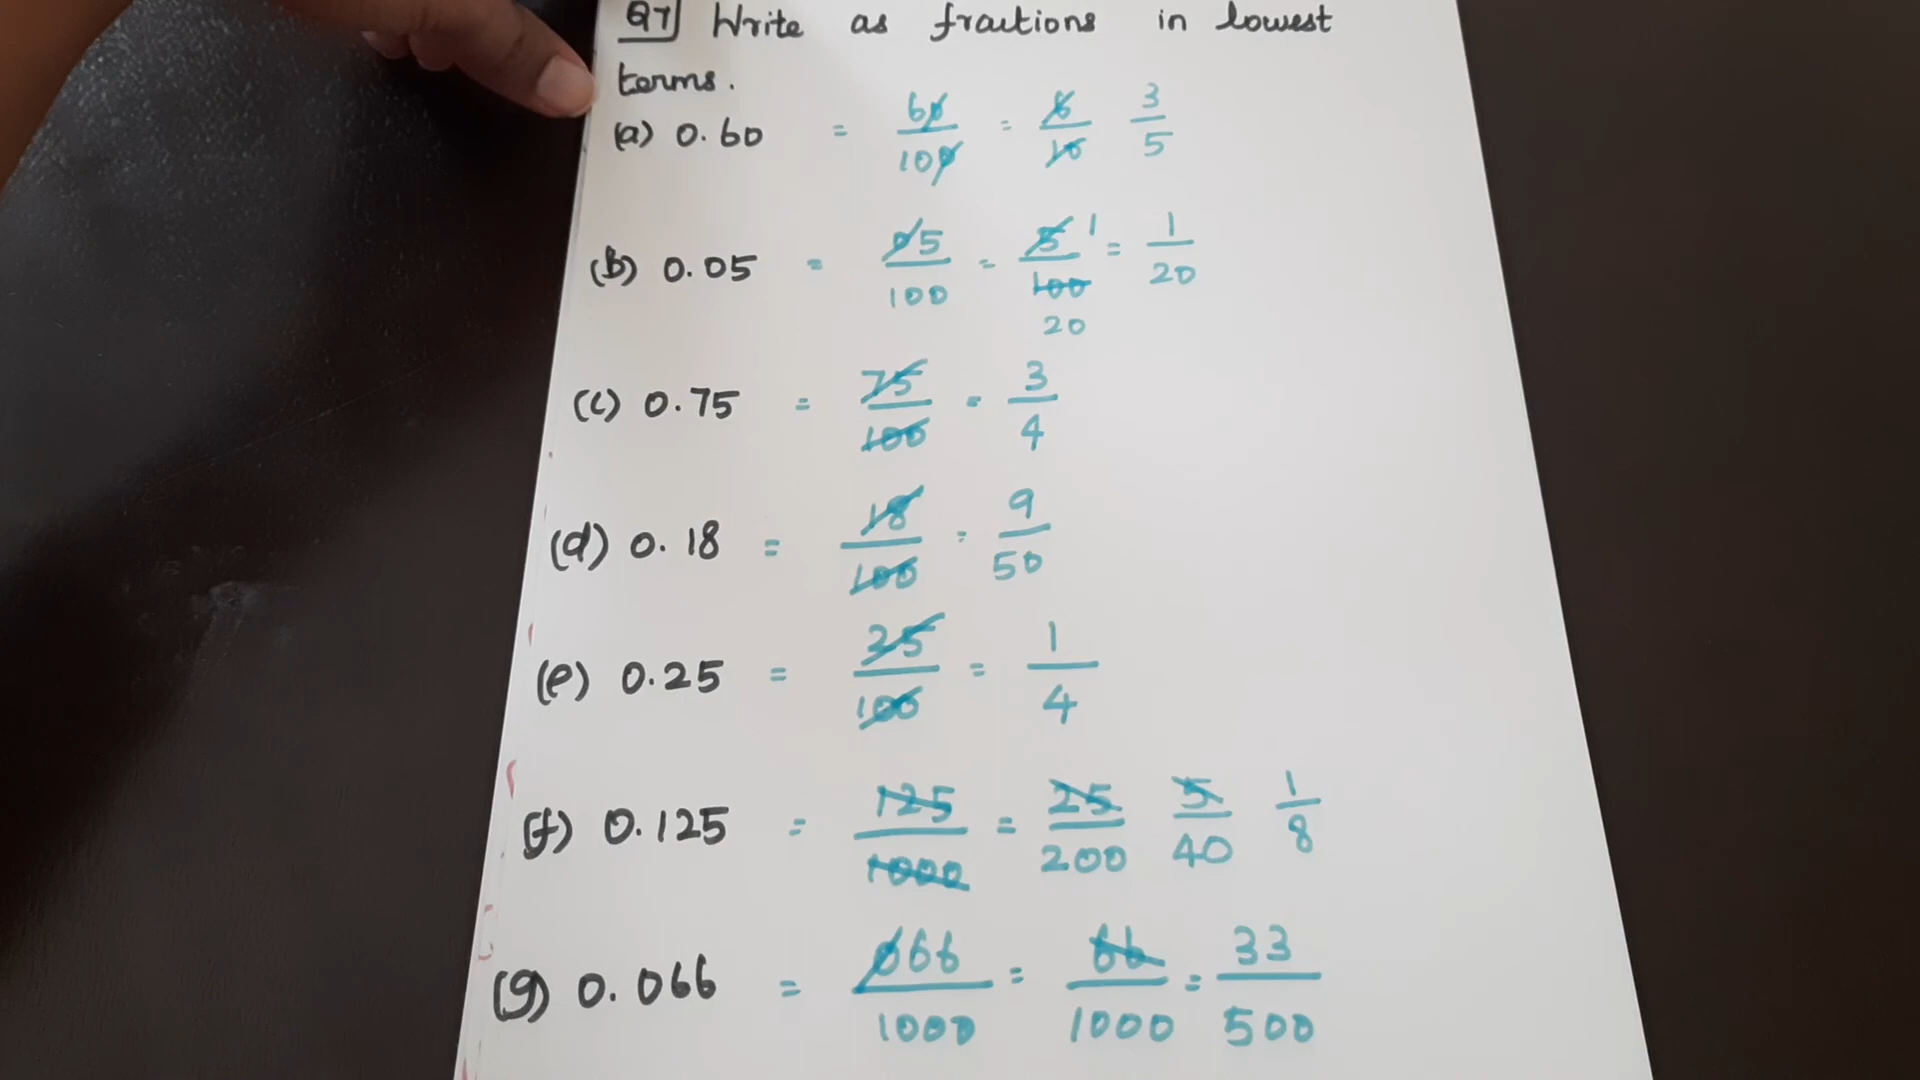 Q7] Write as fractions in lowest
terms.
(a) 0.60 = 60/100 = 6/10 3/5
(b) 0.05 = 05/100 = 5/100 1 20 = 1/20
(c) 0.75 = 75/100 = 3/4
(d) 0.18 = 18/100 = 9/50
(e) 0.25 = 25/100 = 1/4
(f) 0.125 = 125/1000 = 25/200 5/40 1/8
(g) 0.066 = 066/1000 = 66/1000 = 33/500